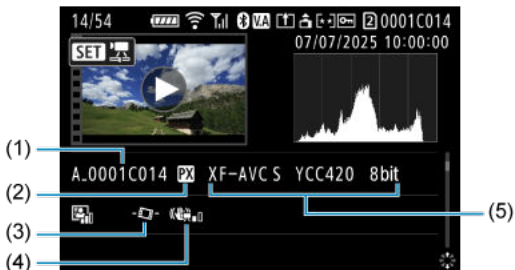 14/54 V.A 2 0001C014
07/07/2025 10:00:00
SET
(1)
A_0001C014 PX XF-AVC S YCC420 8bit
(2)
(5)
(3)
(4)